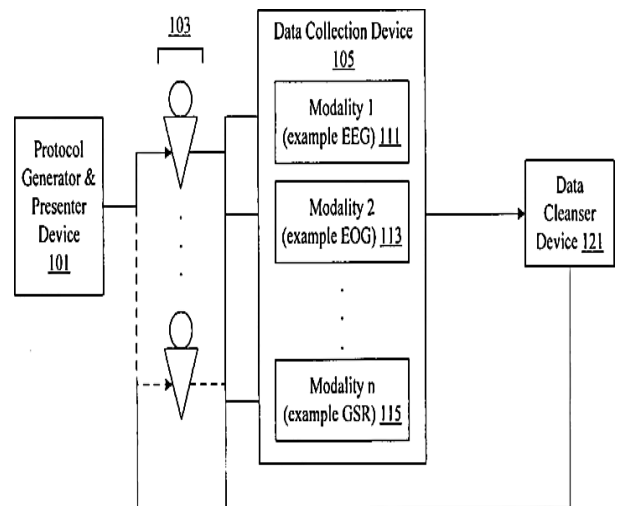 103
Data Collection Device
105
Modality 1
(example EEG) 111
Protocol
Generator &
Presenter
Device
101
Modality 2
(example EOG) 113
Data
Cleanser
Device 121
Modality n
(example GSR) 115